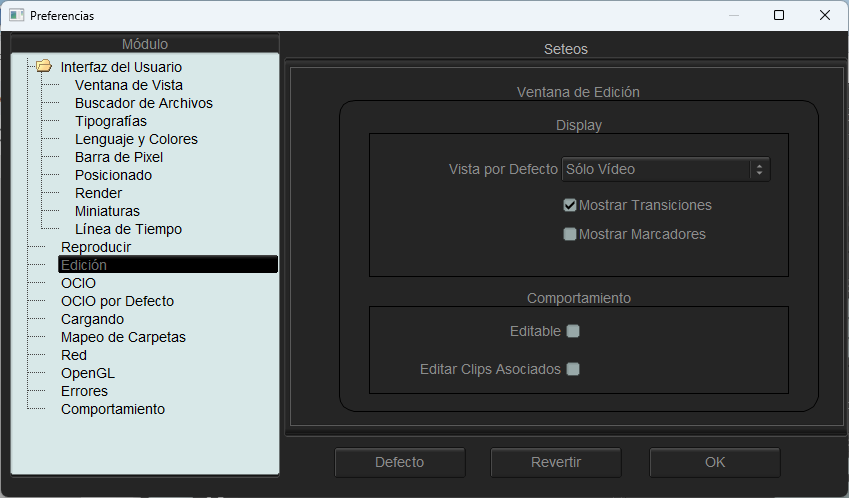 Preferencias
Módulo
Interfaz del Usuario
Ventana de Vista
Buscador de Archivos
Tipografías
Lenguaje y Colores
Barra de Pixel
Posicionado
Render
Miniaturas
Línea de Tiempo
Reproducir
Edición
OCIO
OCIO por Defecto
Cargando
Mapeo de Carpetas
Red
OpenGL
Errores
Comportamiento
Seteos
Ventana de Edición
Display
Vista por Defecto Sólo Vídeo
Mostrar Transiciones
Mostrar Marcadores
Comportamiento
Editable
Editar Clips Asociados
Defecto Revertir OK